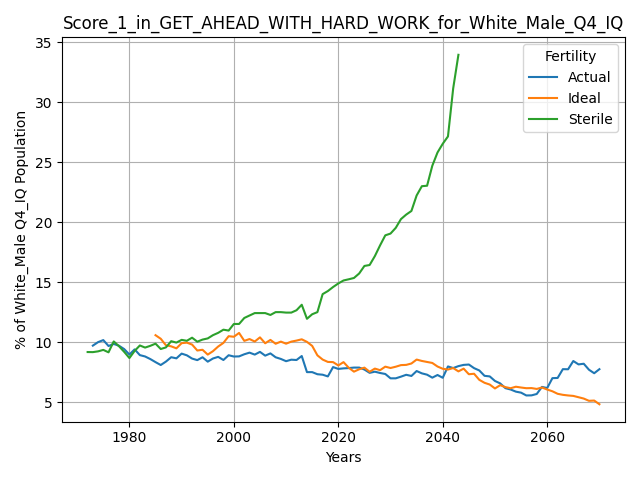 Score_1_in_GET_AHEAD_WITH_HARD_WORK_for_White_Male_Q4_IQ
% of White_Male Q4_IQ Population
35
30
25
20
15
10
5
Fertility
Actual
Ideal
Sterile
1980 2000 2020 2040 2060
Years